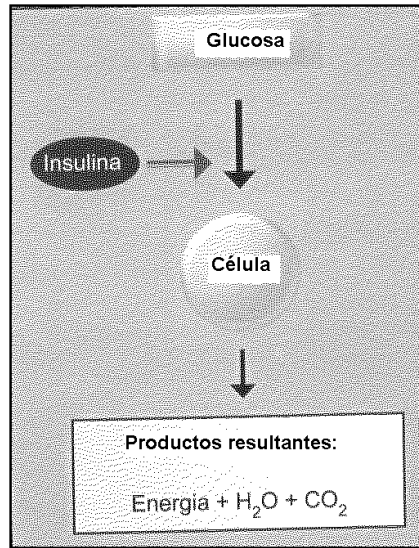 Glucosa
Insulina
Célula
Productos resultantes:
Energía + H₂O + CO₂